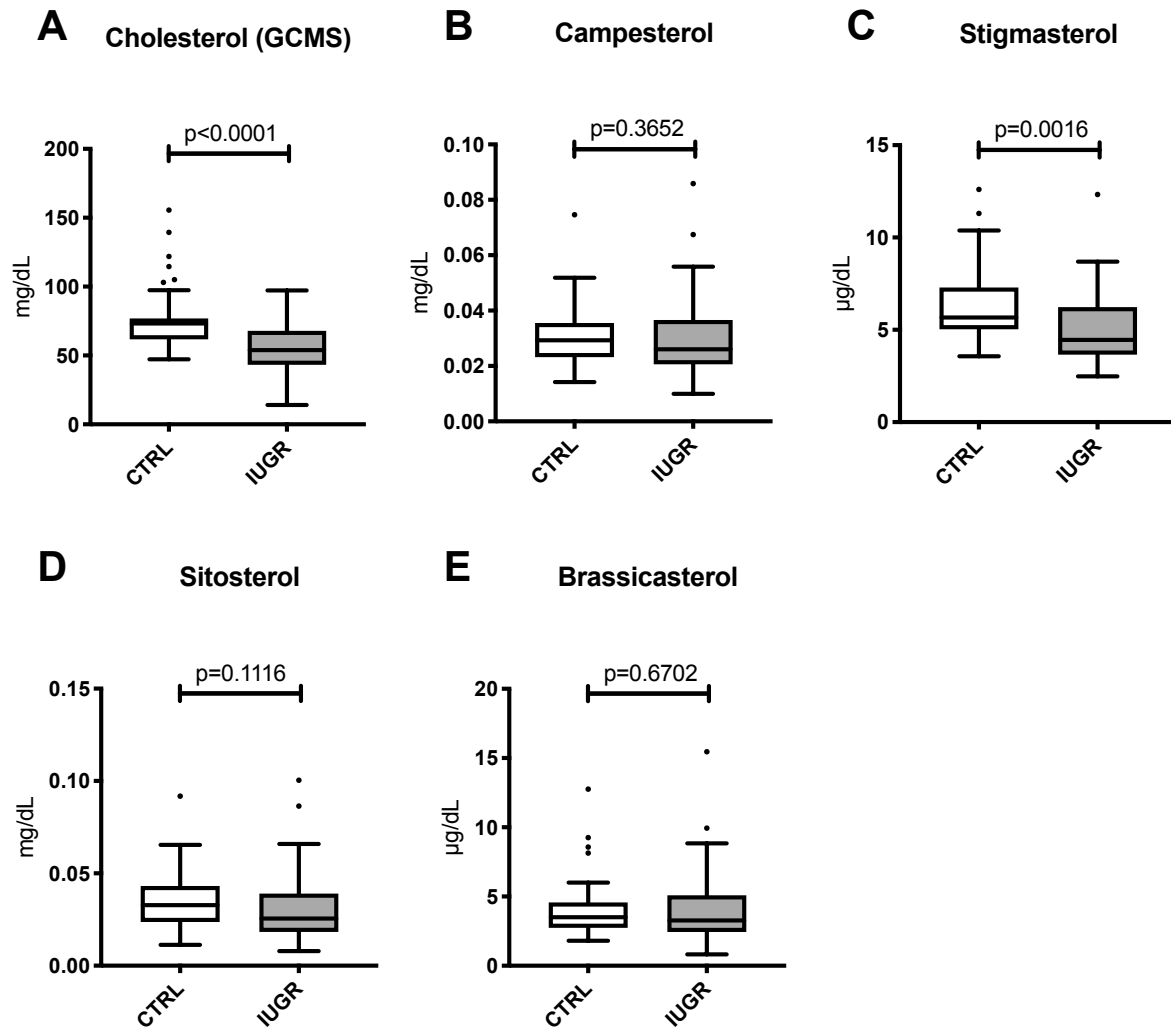 A Cholesterol (GCMS)
p<0.0001
200
150
100
50
0
mg/dL
CTRL
IUGR
B Campesterol
p=0.3652
0.10
0.08
0.06
0.04
0.02
0.00
mg/dL
CTRL
IUGR
C Stigmasterol
p=0.0016
15
10
5
0
µg/dL
CTRL
IUGR
D Sitosterol
p=0.1116
0.15
0.10
0.05
0.00
mg/dL
CTRL
IUGR
E Brassicasterol
p=0.6702
20
15
10
5
0
µg/dL
CTRL
IUGR